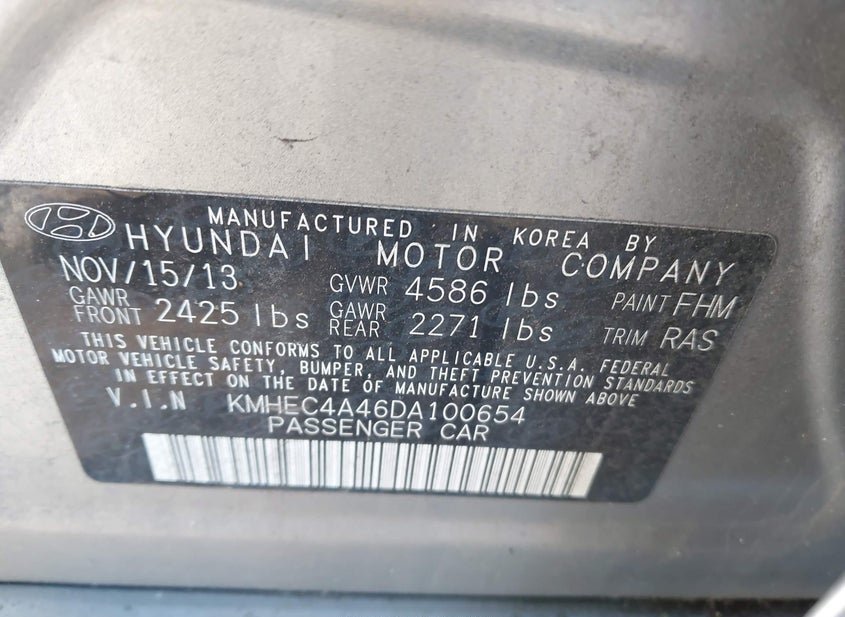 MANUFACTURED IN KOREA BY
HYUNDAI MOTOR COMPANY
NOV/15/13 GVWR 4586 lbs PAINT FHM
GAWR FRONT 2425 lbs GAWR REAR 2271 lbs TRIM RAS
THIS VEHICLE CONFORMS TO ALL APPLICABLE U.S.A. FEDERAL
MOTOR VEHICLE SAFETY, BUMPER, AND THEFT PREVENTION STANDARDS
IN EFFECT ON THE DATE OF MANUFACTURE SHOWN ABOVE
V.I.N KMHEC4A46DA100654
PASSENGER CAR